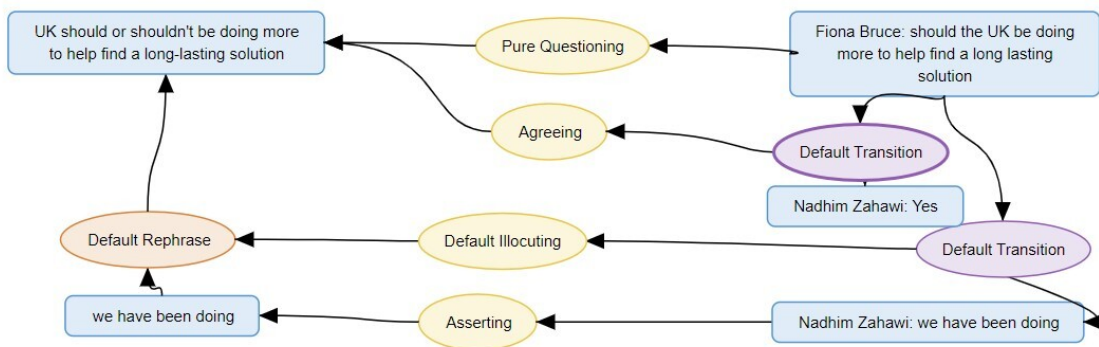 UK should or shouldn't be doing more
to help find a long-lasting solution
Pure Questioning
Fiona Bruce: should the UK be doing
more to help find a long lasting
solution
Agreeing
Default Transition
Nadhim Zahawi: Yes
Default Rephrase
Default Illocuting
Default Transition
we have been doing
Asserting
Nadhim Zahawi: we have been doing